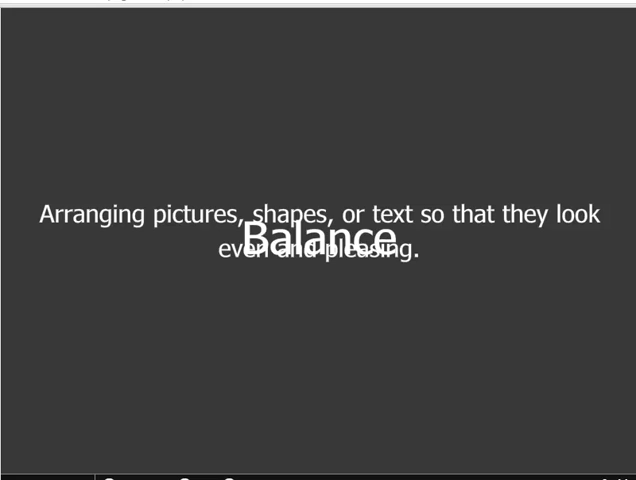 Arranging pictures, shapes, or text so that they look
Balance
even and pleasing.